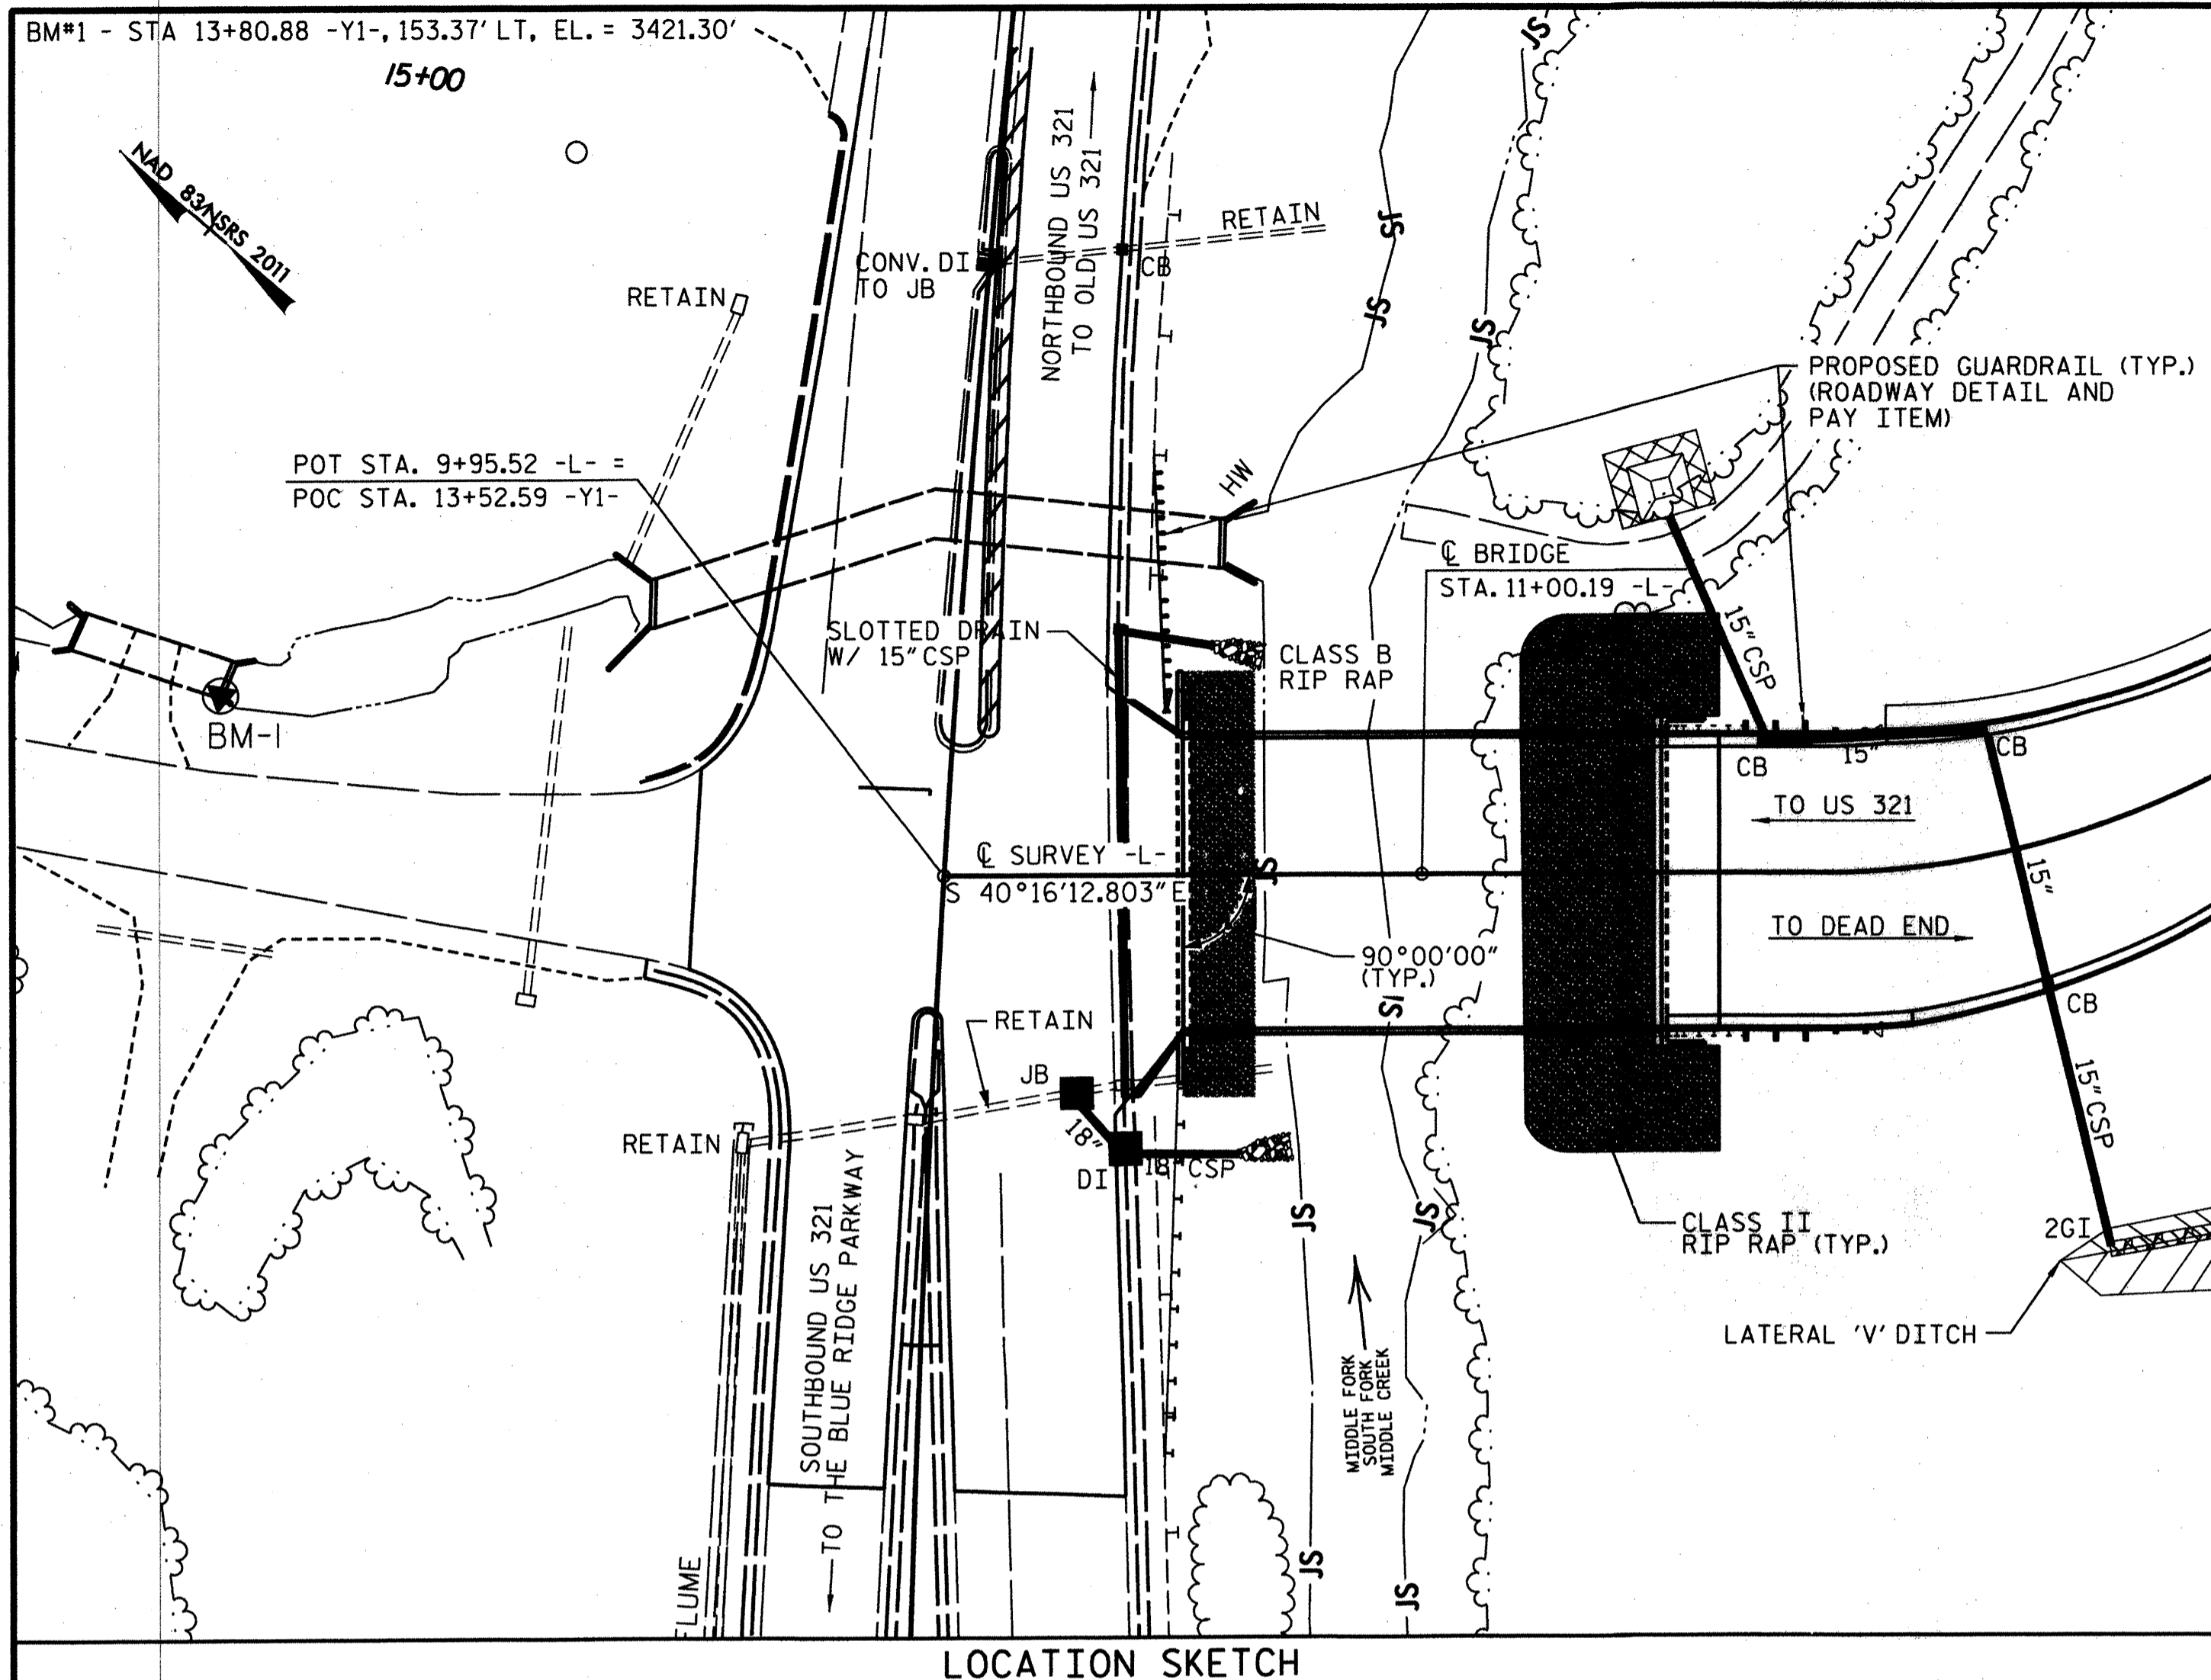 BM#1 - STA 13+80.88 -Y1-, 153.37' LT, EL. = 3421.30'
15+00
NAD 83/NSRS 2011
NORTHBOUND US 321
TO OLD US 321
RETAIN
CONV. DI
TO JB
CB
RETAIN
JS
JS
JS
JS
PROPOSED GUARDRAIL (TYP.)
(ROADWAY DETAIL AND
PAY ITEM)
POT STA. 9+95.52 -L- =
POC STA. 13+52.59 -Y1-
HW
℄ BRIDGE
STA. 11+00.19 -L-
SLOTTED DRAIN
W/ 15" CSP
CLASS B
RIP RAP
15" CSP
BM-1
CB
15"
CB
TO US 321
℄ SURVEY -L-
S 40°16'12.803" E
JS
15"
TO DEAD END
90°00'00"
(TYP.)
JS
CB
RETAIN
JB
RETAIN
18"
DI
18" CSP
15" CSP
JS
JS
CLASS II
RIP RAP (TYP.)
2GI
LATERAL 'V' DITCH
SOUTHBOUND US 321
TO THE BLUE RIDGE PARKWAY
MIDDLE FORK
SOUTH FORK
MIDDLE CREEK
FLUME
JS
JS
LOCATION SKETCH